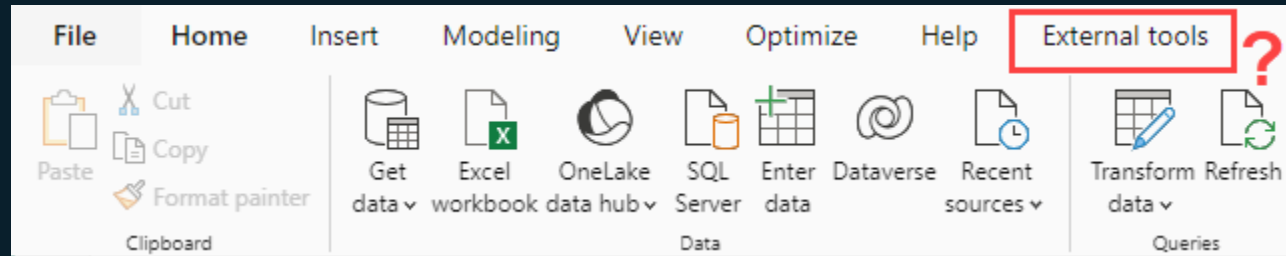 File Home Insert Modeling View Optimize Help External tools ?
Cut
Copy
Paste
Format painter
Clipboard
Get data
Excel workbook
OneLake data hub
SQL Server
Enter data
Dataverse
Recent sources
Data
Transform data
Refresh
Queries